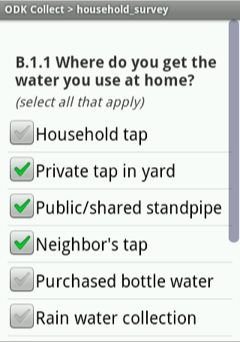 ODK Collect > household_survey
B.1.1 Where do you get the
water you use at home?
(select all that apply)
Household tap
Private tap in yard
Public/shared standpipe
Neighbor's tap
Purchased bottle water
Rain water collection